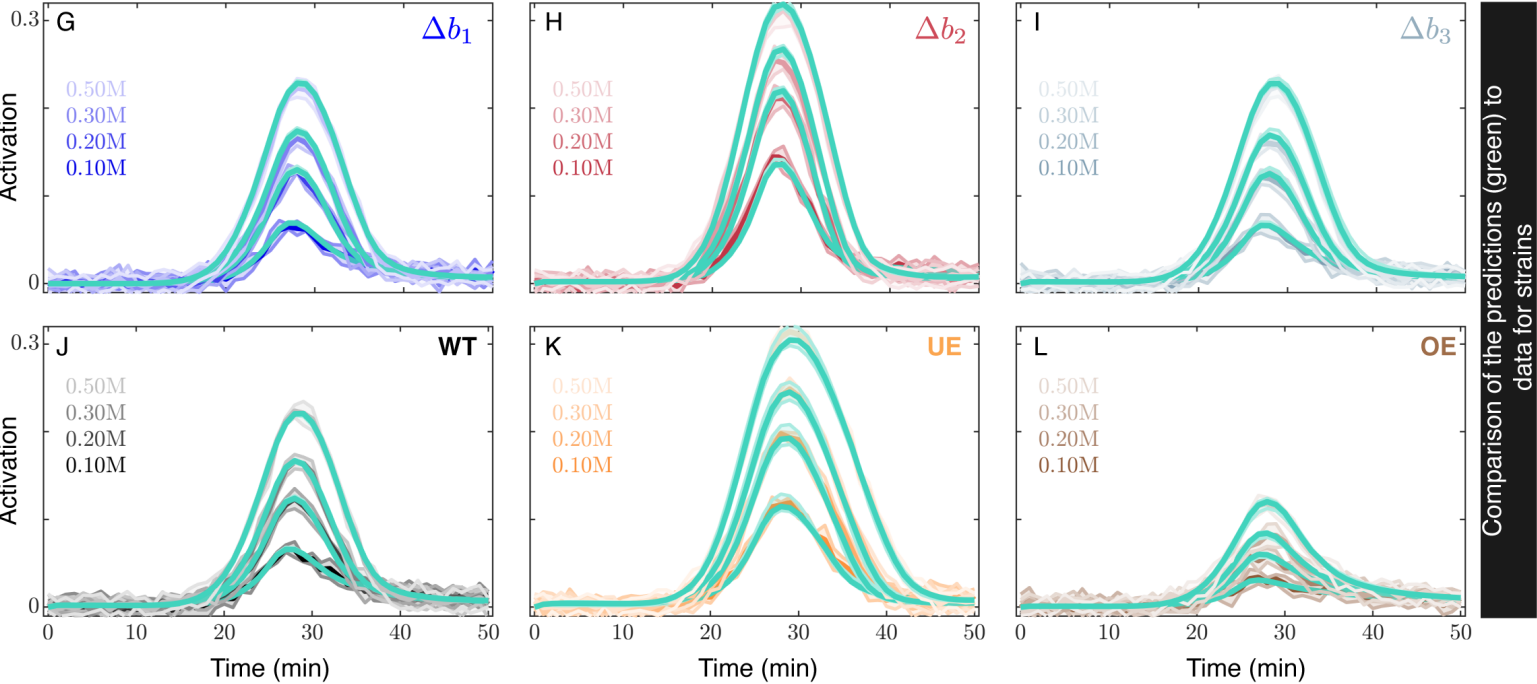 G
Δb₁
0.3
0
Activation
0.50M
0.30M
0.20M
0.10M
H
Δb₂
0.50M
0.30M
0.20M
0.10M
I
Δb₃
0.50M
0.30M
0.20M
0.10M
J
WT
0.3
0
Activation
0.50M
0.30M
0.20M
0.10M
0 10 20 30 40 50
Time (min)
K
UE
0.50M
0.30M
0.20M
0.10M
0 10 20 30 40 50
Time (min)
L
OE
0.50M
0.30M
0.20M
0.10M
0 10 20 30 40 50
Time (min)
Comparison of the predictions (green) to
data for strains